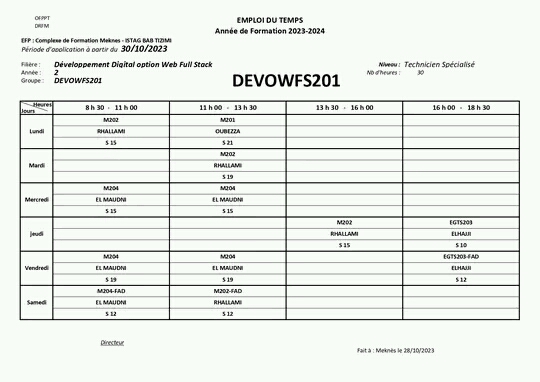 OFPPT
DRFM
EMPLOI DU TEMPS
Année de Formation 2023-2024
EFP : Complexe de Formation Meknes - ISTAG BAB TIZIMI
Période d'application à partir du 30/10/2023
Filière : Développement Digital option Web Full Stack
Niveau : Technicien Spécialisé
Année : 2
Nb d'heures : 30
Groupe : DEVOWFS201
DEVOWFS201
Heures
Jours
8 h 30 - 11 h 00 11 h 00 - 13 h 30 13 h 30 - 16 h 00 16 h 00 - 18 h 30
M202 M201
Lundi RHALLAMI OUBEZZA
S 15 S 21
M202
Mardi RHALLAMI
S 19
M204 M204
Mercredi EL MAUDNI EL MAUDNI
S 15 S 15
M202 EGTS203
Jeudi RHALLAMI ELHAJJI
S 15 S 10
M204 M204 EGTS203-FAD
Vendredi EL MAUDNI EL MAUDNI ELHAJJI
S 19 S 19 S 12
M204-FAD M202-FAD
Samedi EL MAUDNI RHALLAMI
S 12 S 12
Directeur
Fait à : Meknès le 28/10/2023